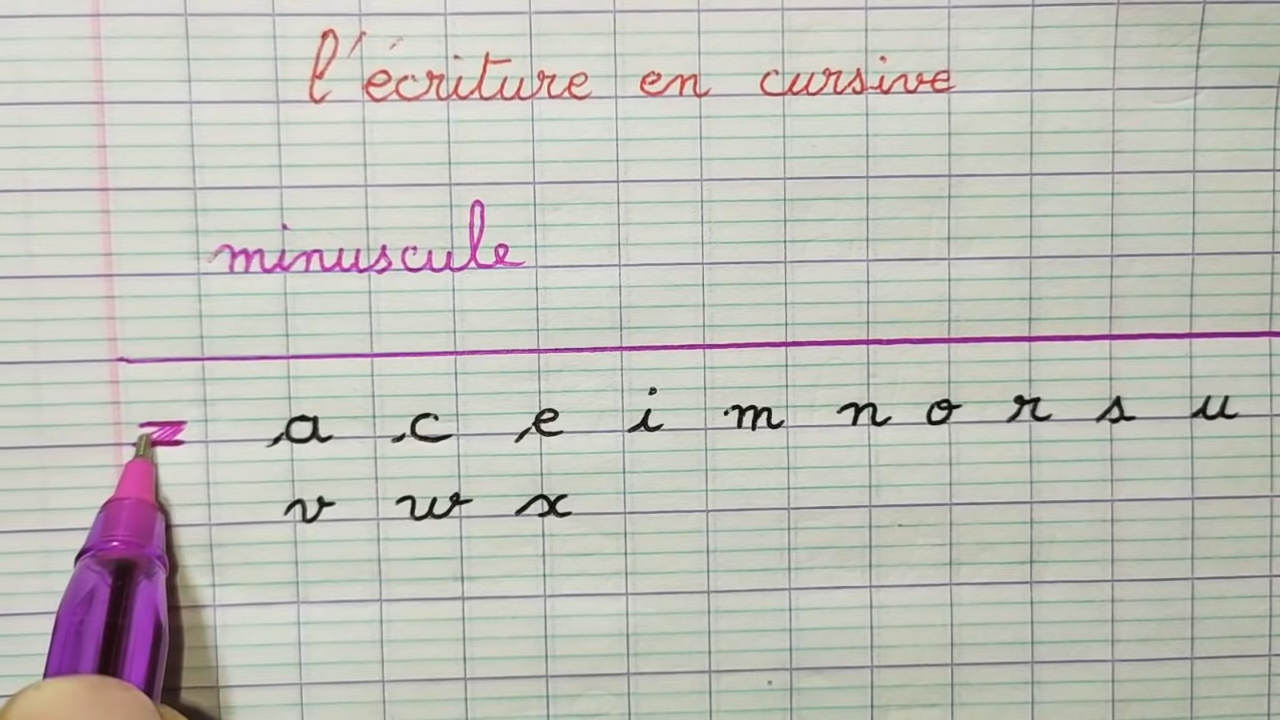 l'écriture en cursive
minuscule
a c e i m n o r s u
v w x